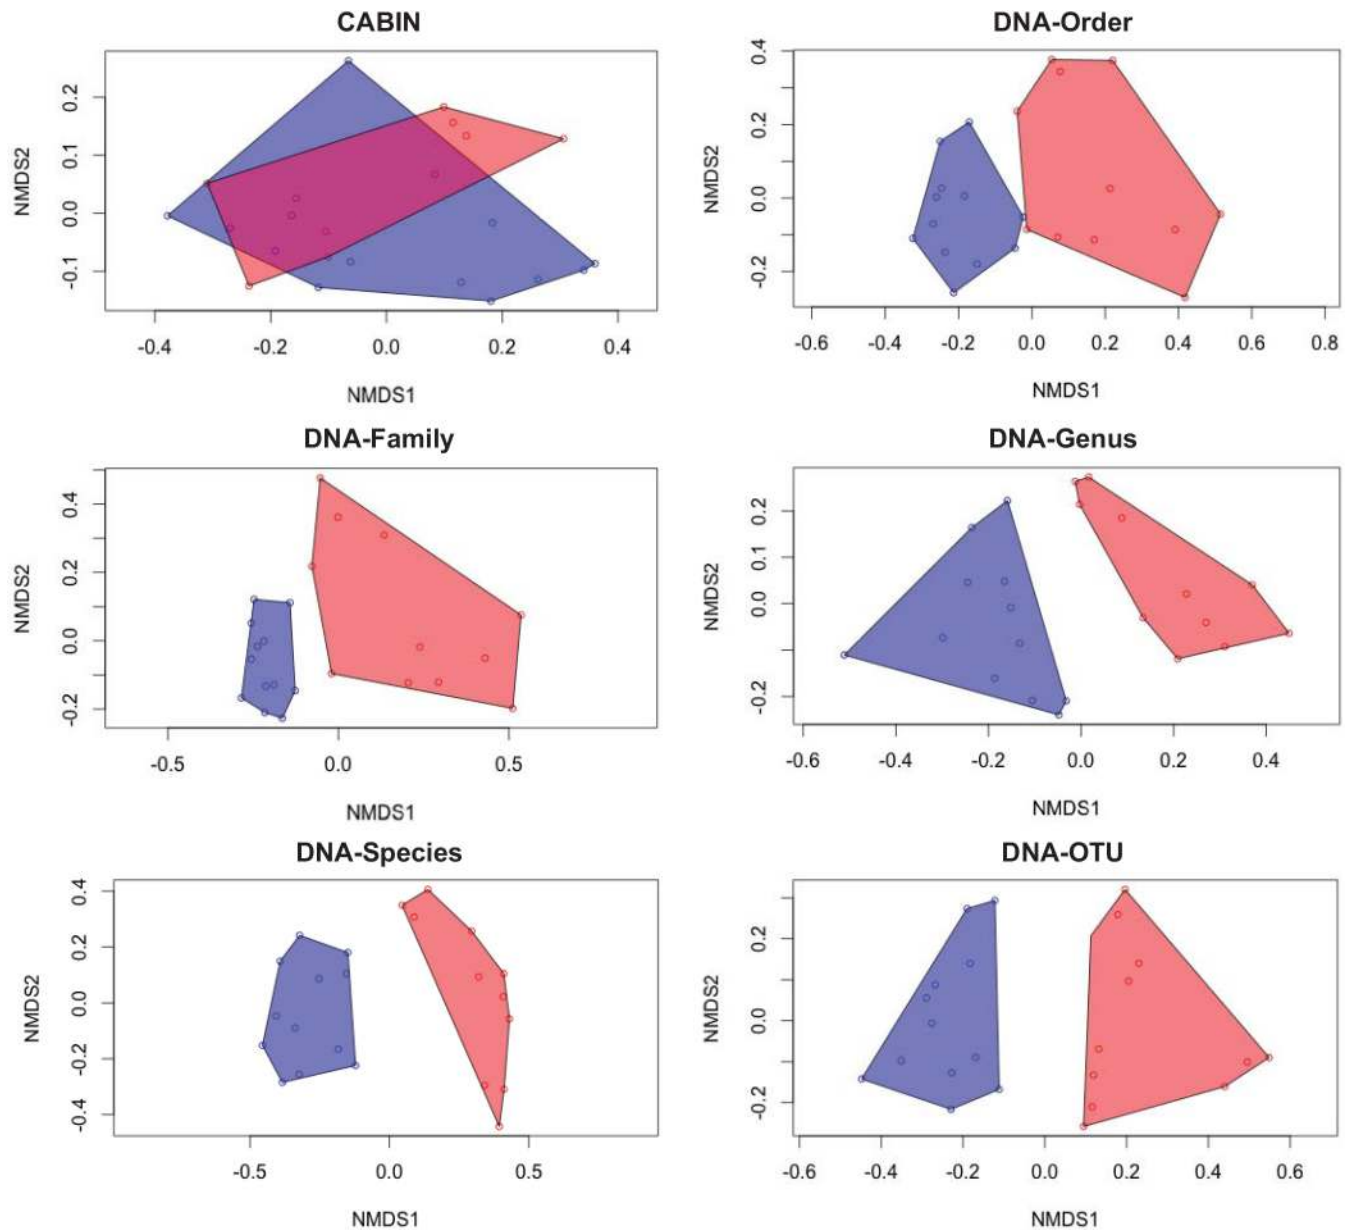 CABIN
NMDS2
0.2
0.1
0.0
-0.1
-0.4 -0.2 0.0 0.2 0.4
NMDS1
DNA-Order
NMDS2
0.4
0.2
0.0
-0.2
-0.6 -0.4 -0.2 0.0 0.2 0.4 0.6 0.8
NMDS1
DNA-Family
NMDS2
0.4
0.2
0.0
-0.2
-0.5 0.0 0.5
NMDS1
DNA-Genus
NMDS2
0.2
0.1
0.0
-0.2
-0.6 -0.4 -0.2 0.0 0.2 0.4
NMDS1
DNA-Species
NMDS2
0.4
0.2
0.0
-0.2
-0.4
-0.5 0.0 0.5
NMDS1
DNA-OTU
NMDS2
0.2
0.0
-0.2
-0.6 -0.4 -0.2 0.0 0.2 0.4 0.6
NMDS1